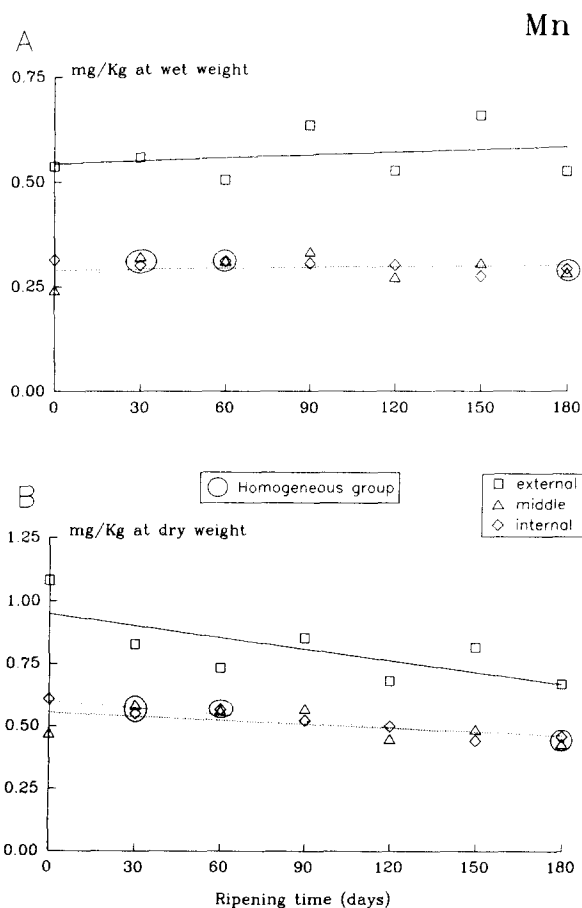 Mn
A
mg/Kg at wet weight
0.75
0.50
0.25
0.00
0 30 60 90 120 150 180
B
Homogeneous group
external
middle
internal
mg/Kg at dry weight
1.25
1.00
0.75
0.50
0.25
0.00
0 30 60 90 120 150 180
Ripening time (days)